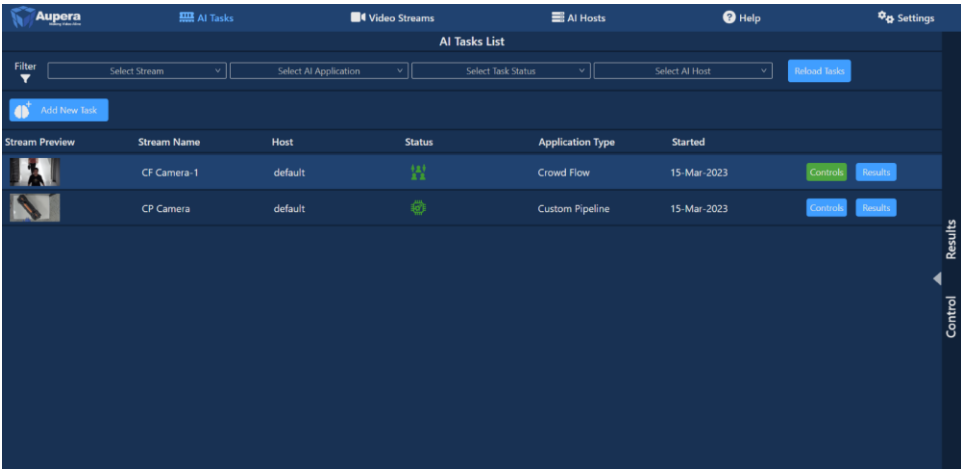 Aupera
AI Tasks
Video Streams
AI Hosts
Help
Settings
AI Tasks List
Filter
Select Stream
Select AI Application
Select Task Status
Select AI Host
Reload Tasks
Add New Task
Stream Preview Stream Name Host Status Application Type Started
CF Camera-1 default Crowd Flow 15-Mar-2023 Controls Results
CP Camera default Custom Pipeline 15-Mar-2023 Controls Results
Results
Control